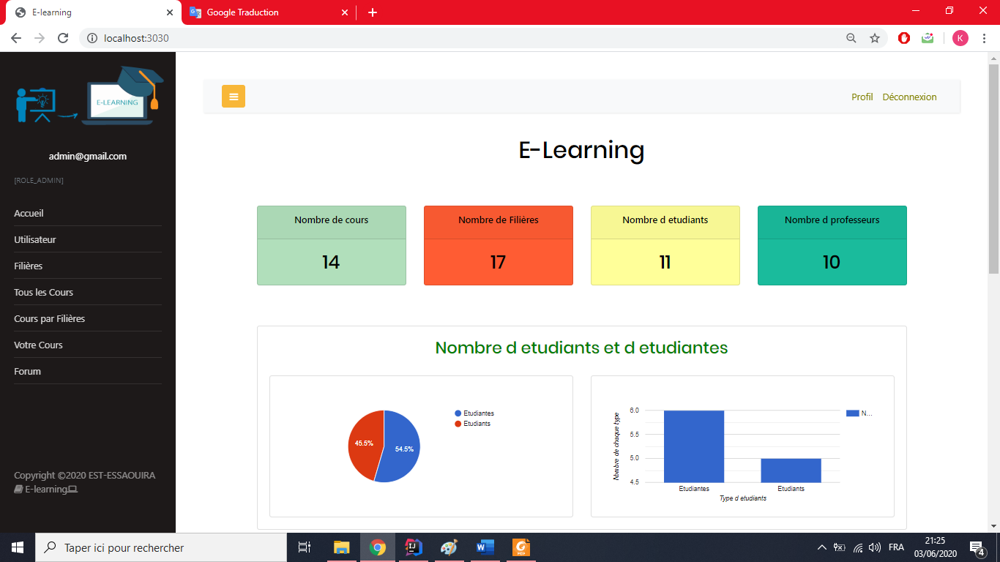 E-learning
Google Traduction
localhost:3030
K
E-LEARNING
admin@gmail.com
[ROLE_ADMIN]
Accueil
Utilisateur
Filières
Tous les Cours
Cours par Filières
Votre Cours
Forum
Copyright ©2020 EST-ESSAOUIRA
E-learning
Profil Déconnexion
E-Learning
Nombre de cours
14
Nombre de Filières
17
Nombre d etudiants
11
Nombre d professeurs
10
Nombre d etudiants et d etudiantes
45.5%
54.5%
Etudiantes
Etudiants
Nombre de chaque type
6.0
5.5
5.0
4.5
Etudiantes
Etudiants
Type d etudiants
N...
Taper ici pour rechercher
IJ
W
PDF
FRA
21:25
03/06/2020
4